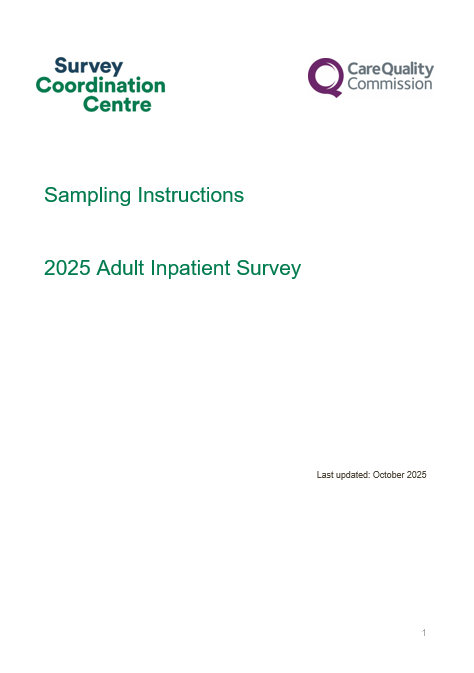 Survey
Coordination
Centre
CareQuality
Commission
Sampling Instructions
2025 Adult Inpatient Survey
Last updated: October 2025
1